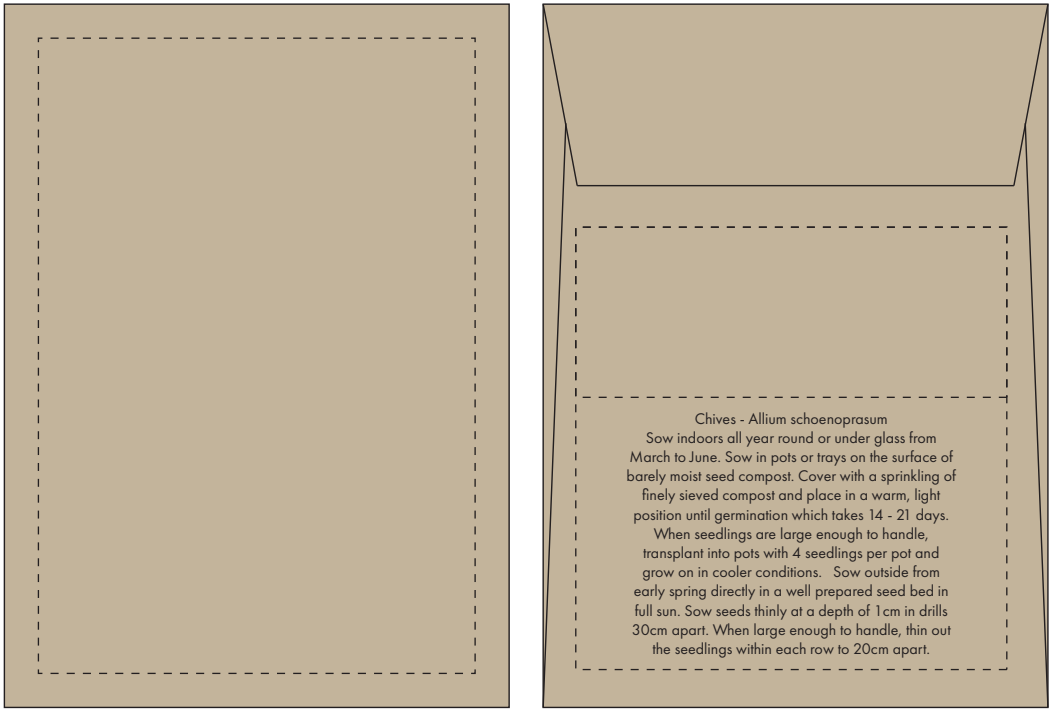 Chives - Allium schoenoprasum
Sow indoors all year round or under glass from
March to June. Sow in pots or trays on the surface of
barely moist seed compost. Cover with a sprinkling of
finely sieved compost and place in a warm, light
position until germination which takes 14 - 21 days.
When seedlings are large enough to handle,
transplant into pots with 4 seedlings per pot and
grow on in cooler conditions.   Sow outside from
early spring directly in a well prepared seed bed in
full sun. Sow seeds thinly at a depth of 1cm in drills
30cm apart. When large enough to handle, thin out
the seedlings within each row to 20cm apart.